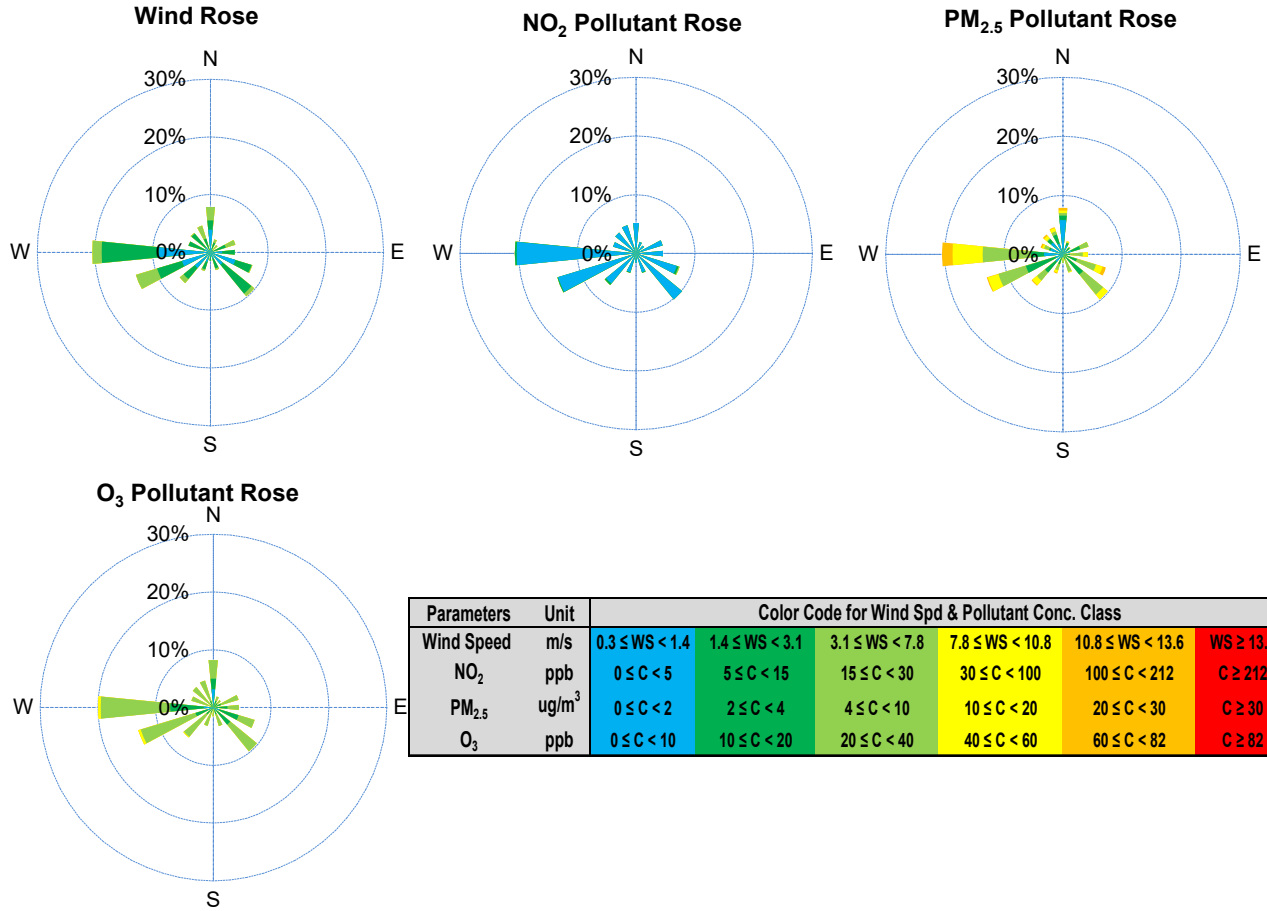 Wind Rose
N
30%
20%
10%
0%
W
E
S
NO₂ Pollutant Rose
N
30%
20%
10%
0%
W
E
S
PM₂.₅ Pollutant Rose
N
30%
20%
10%
0%
W
E
S
O₃ Pollutant Rose
N
30%
20%
10%
0%
W
E
S
Parameters Unit Color Code for Wind Spd & Pollutant Conc. Class
Wind Speed m/s 0.3 ≤ WS < 1.4 1.4 ≤ WS < 3.1 3.1 ≤ WS < 7.8 7.8 ≤ WS < 10.8 10.8 ≤ WS < 13.6 WS ≥ 13.
NO₂ ppb 0 ≤ C < 5 5 ≤ C < 15 15 ≤ C < 30 30 ≤ C < 100 100 ≤ C < 212 C ≥ 212
PM₂.₅ ug/m³ 0 ≤ C < 2 2 ≤ C < 4 4 ≤ C < 10 10 ≤ C < 20 20 ≤ C < 30 C ≥ 30
O₃ ppb 0 ≤ C < 10 10 ≤ C < 20 20 ≤ C < 40 40 ≤ C < 60 60 ≤ C < 82 C ≥ 82